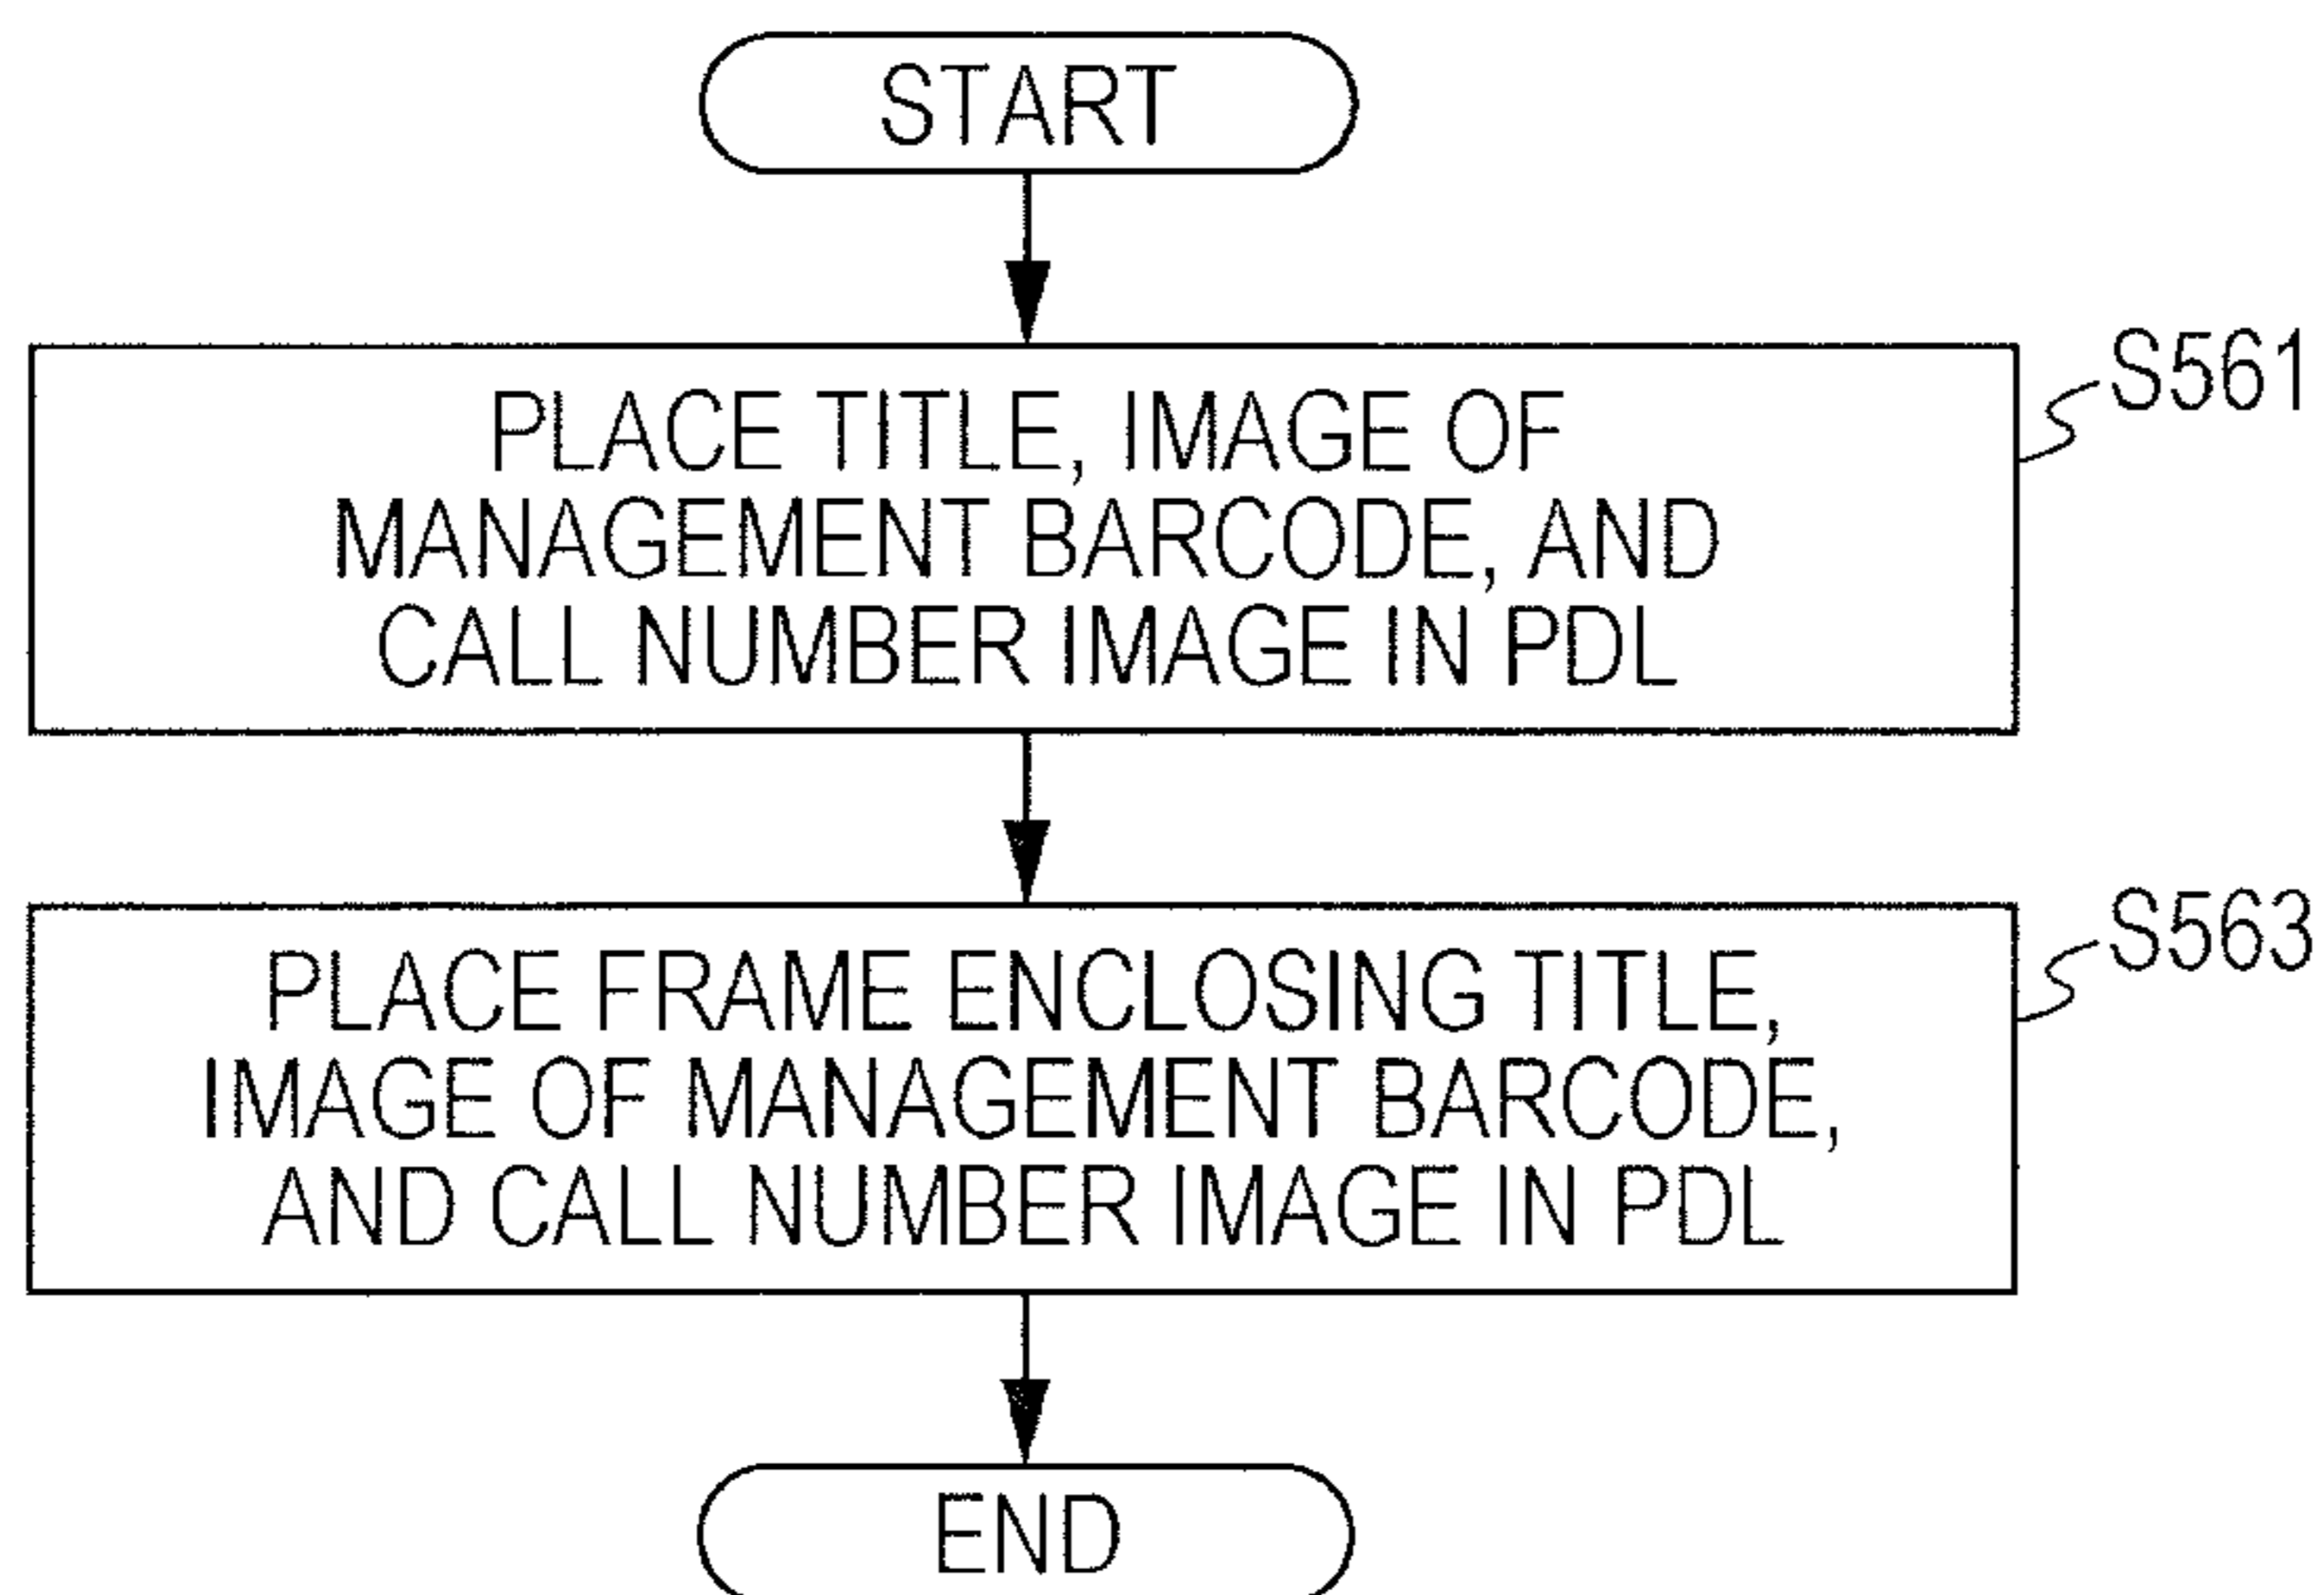 START
S561
PLACE TITLE, IMAGE OF
MANAGEMENT BARCODE, AND
CALL NUMBER IMAGE IN PDL
S563
PLACE FRAME ENCLOSING TITLE,
IMAGE OF MANAGEMENT BARCODE,
AND CALL NUMBER IMAGE IN PDL
END